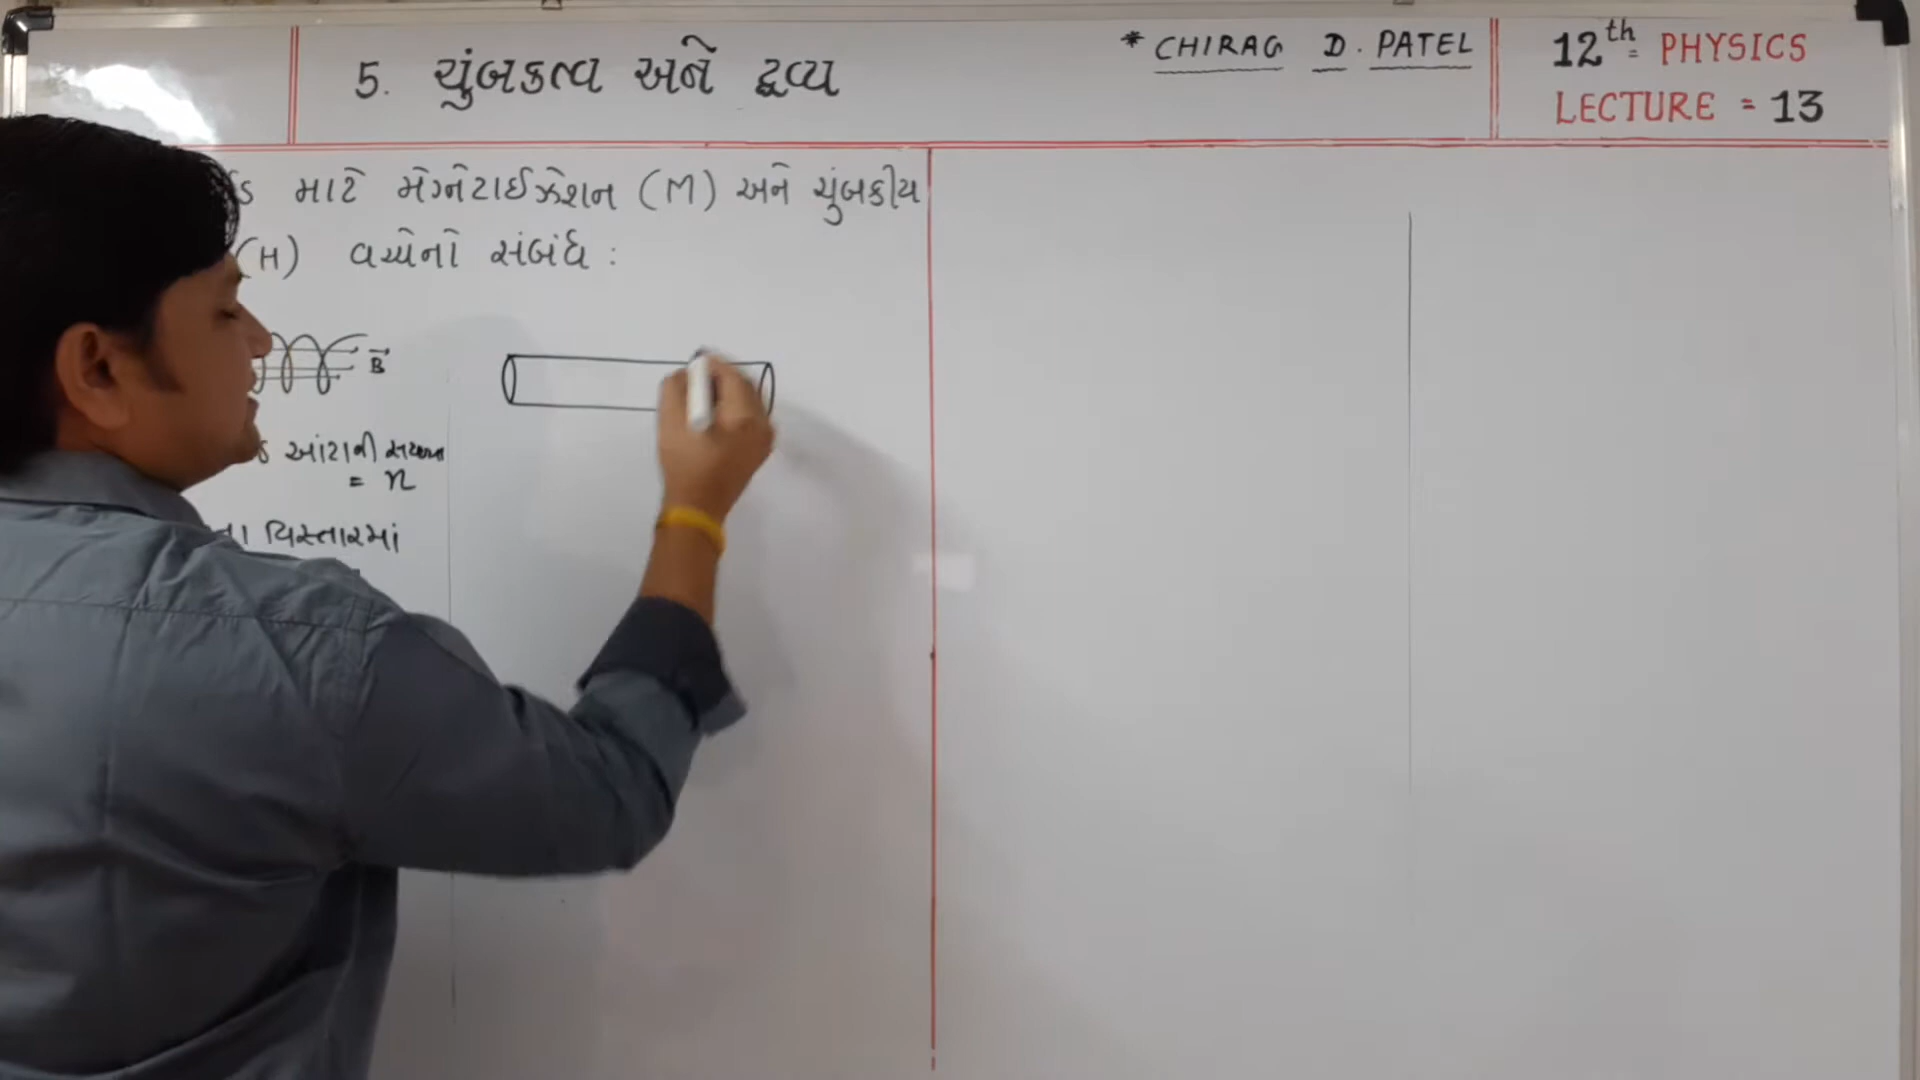 5. ચુંબકત્વ અને દ્રવ્ય
* CHIRAG D. PATEL
12th PHYSICS
LECTURE = 13
માટે મેગ્નેટાઈઝેશન (M) અને ચુંબકીય
(H) વચ્ચેનો સંબંધ :
B
આંટાની
= n
વિસ્તારમાં